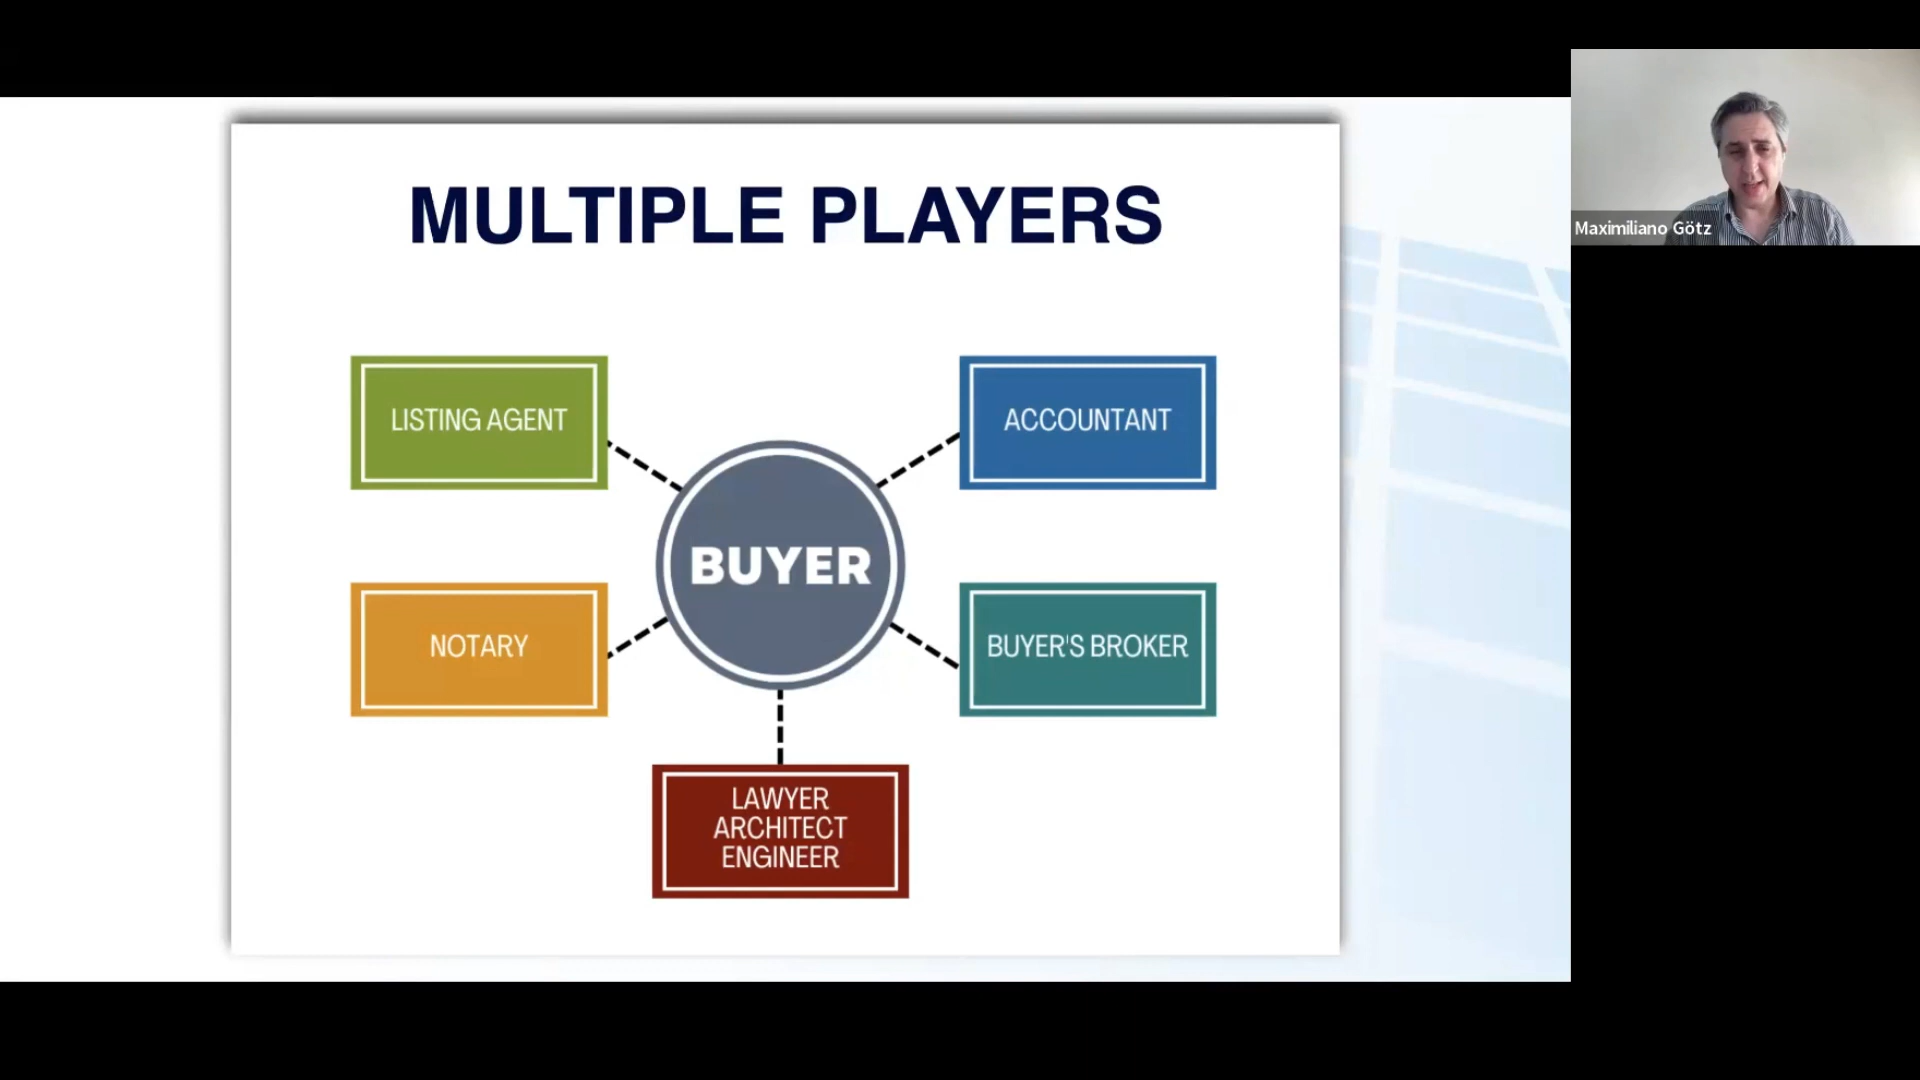 MULTIPLE PLAYERS
LISTING AGENT
ACCOUNTANT
BUYER
NOTARY
BUYER'S BROKER
LAWYER
ARCHITECT
ENGINEER
Maximiliano Götz